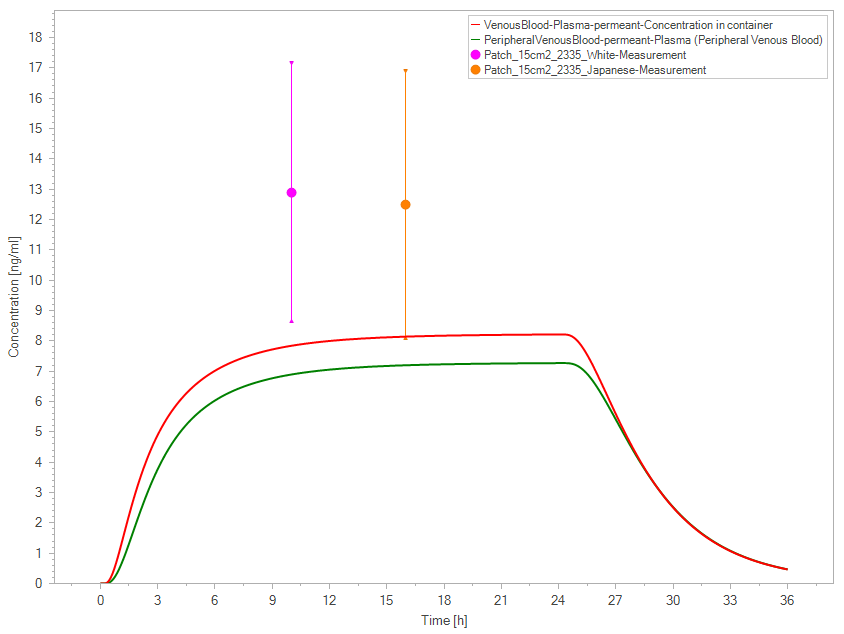 VenousBlood-Plasma-permeant-Concentration in container
PeripheralVenousBlood-permeant-Plasma (Peripheral Venous Blood)
Patch_15cm2_2335_White-Measurement
Patch_15cm2_2335_Japanese-Measurement
18
17
16
15
14
13
12
11
10
9
8
7
6
5
4
3
2
1
0
Concentration [ng/ml]
0 3 6 9 12 15 18 21 24 27 30 33 36
Time [h]